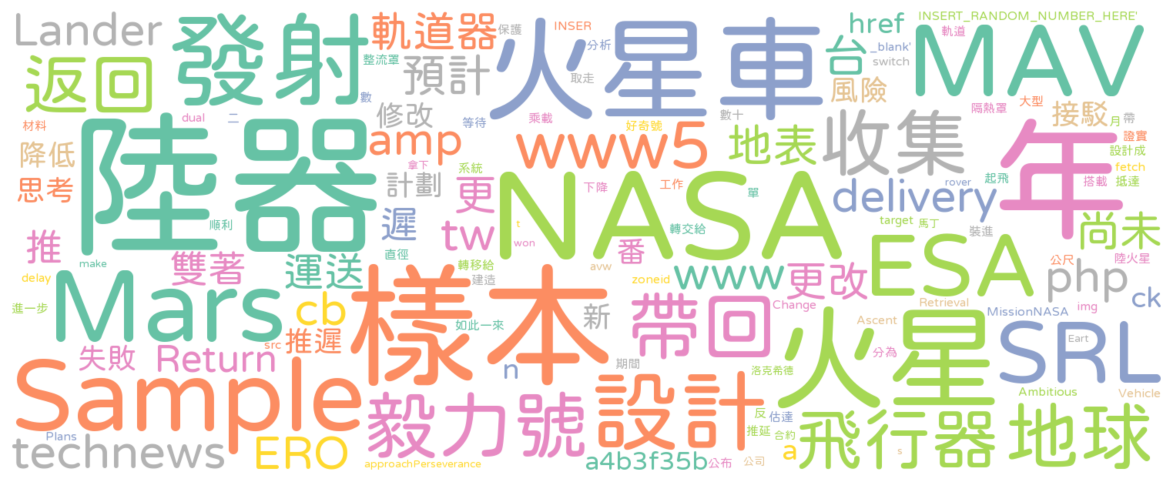 Lander
發射
軌道器
保護
INSER
href
INSERT_RANDOM_NUMBER_HERE'
軌道
返回
整流罩
預計
火星車
分析
取走
台
_blank'
switch
MAV
數
dual
二
修改
等待
乘載
好奇號
數十
風險
隔熱罩
大型
接駁
月
帶
證實
材料
降低
陸器
amp
www5
地表
收集
年
設計成
fetch
思考
拿下
計劃
系統
更
NASA
下降
工作
單
delivery
rover
起飛
搭載
抵達
順利
遲
tw
t
won
轉交給
target
馬丁
裝進
尚未
推
make
雙著
運送
直徑
轉移給
建造
avw
番
www
更改
ESA
公尺
陸火星
php
delay
進一步
Mars
cb
樣本
zoneid
新
帶回
Change
Retrieval
img
ck
src
推遲
如此一來
MissionNASA
失敗
Return
n
期間
火星
Ascent
分為
SRL
Eart
洛克希德
Ambitious
Vehicle
Sample
毅力號
設計
反
估達
飛行器
地球
Plans
technews
ERO
approachPerseverance
a4b3f35b
公布
推延
合約
公司
a
s